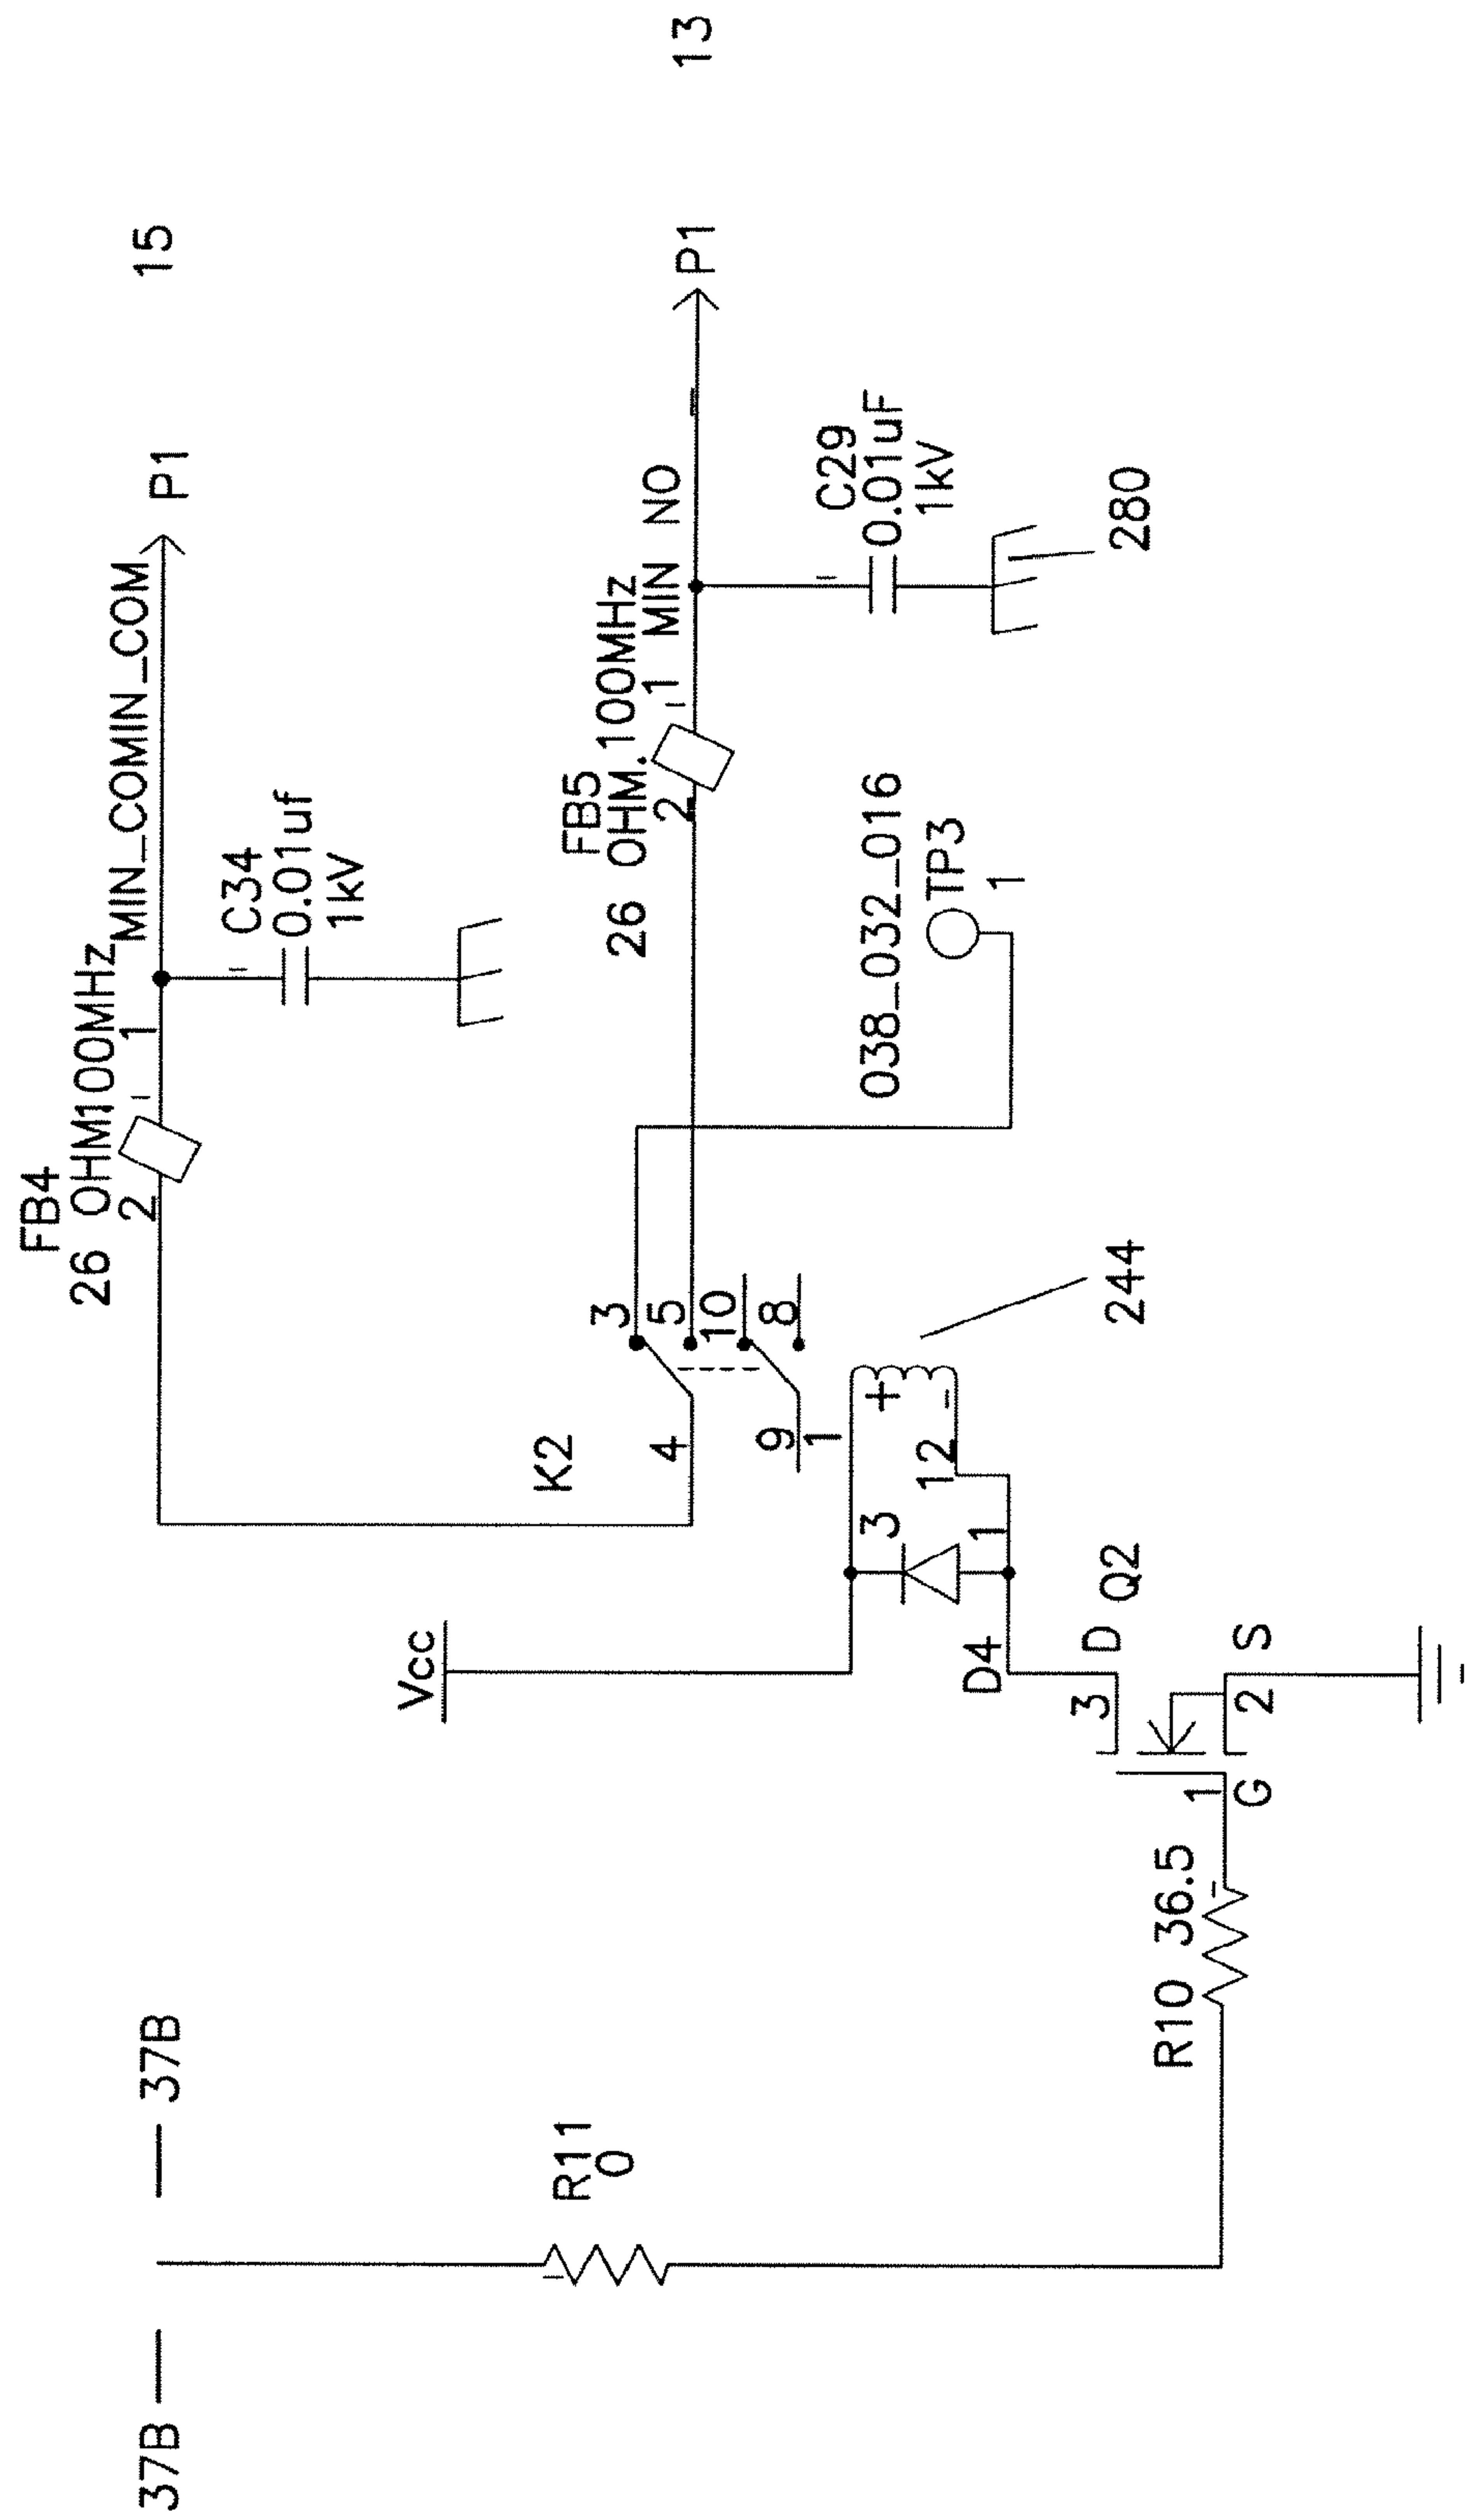 15
13
P1
P1
FB4
26 OHM100MHz
2
1
MIN_COMIN_COM
C34
0.01uf
1kV
FB5
26 OHM.100MHz
2
1
MIN NO
C29
0.01uF
1kV
280
038_032_016
TP3
1
K2
3
4
5
10
8
9
1
12
+
-
244
Vcc
3
1
D4
D
Q2
3
S
2
1
G
R10 36.5
R11
0
37B
37B